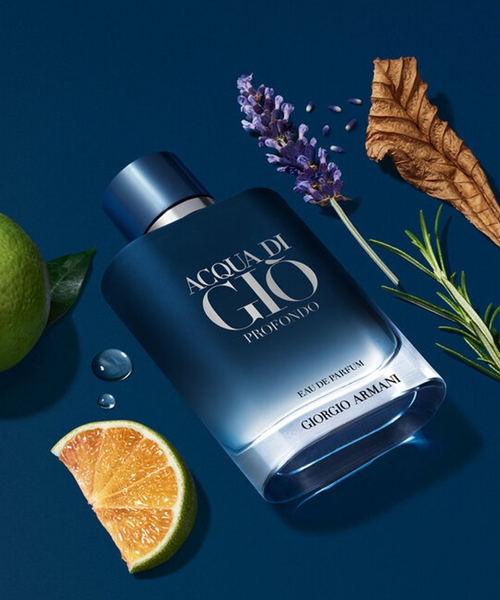 ACQUA DI
GIÒ
PROFONDO
EAU DE PARFUM
GIORGIO ARMANI